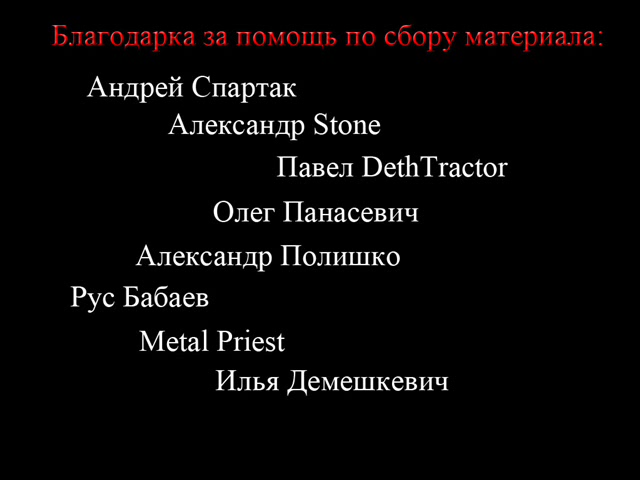 Благодарка за помощь по сбору материала:
Андрей Спартак
Александр Stone
Павел DethTractor
Олег Панасевич
Александр Полишко
Рус Бабаев
Metal Priest
Илья Демешкевич